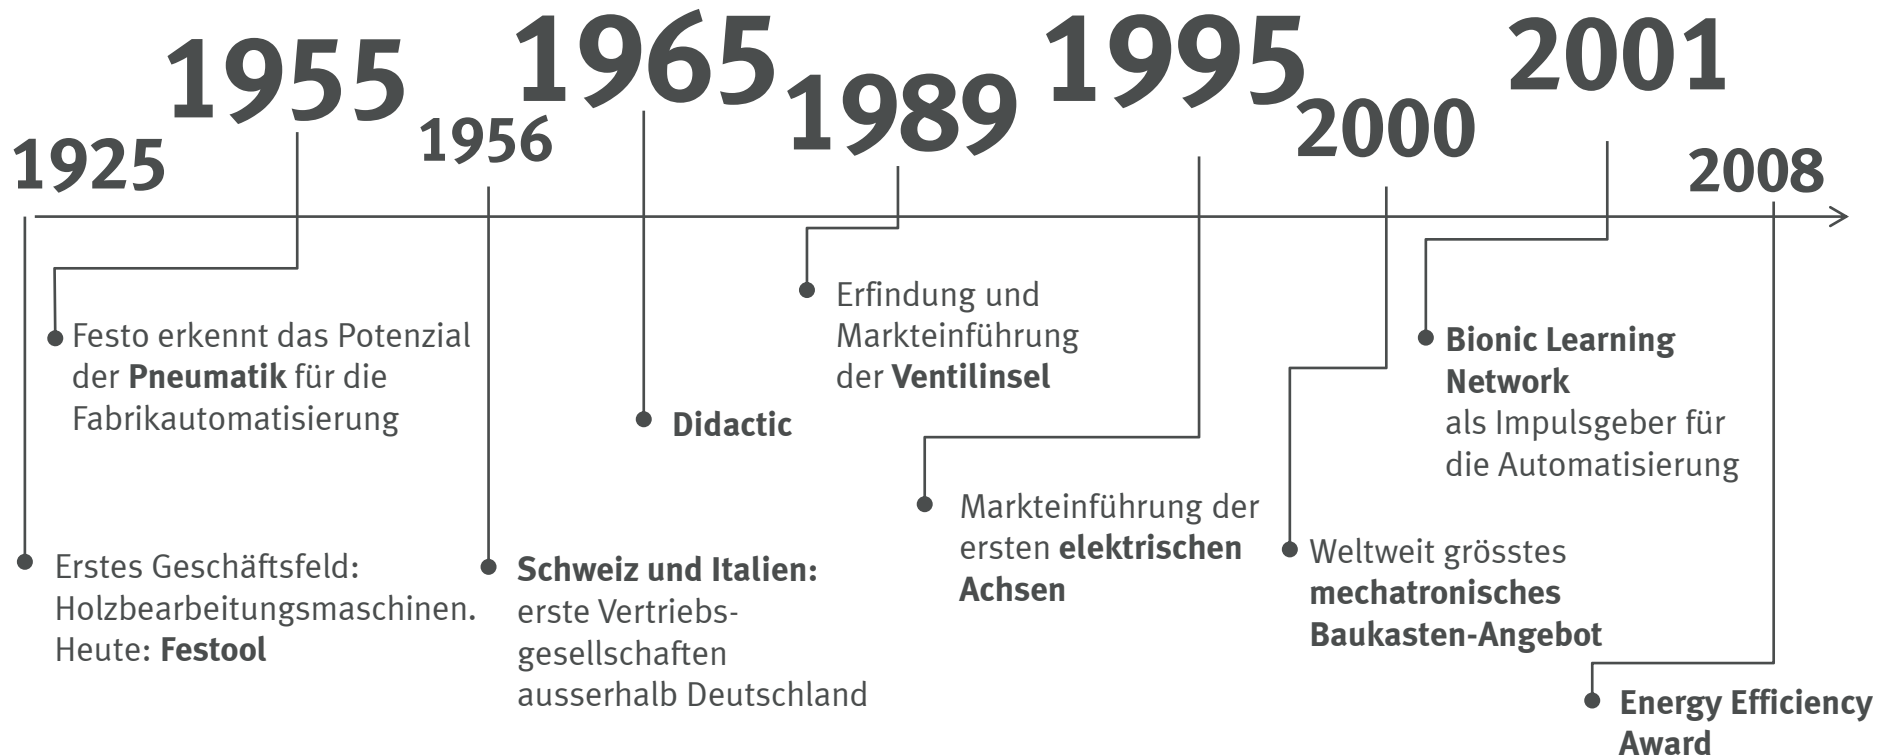 1925
1955
1956
1965
1989
1995
2000
2001
2008
Festo erkennt das Potenzial
der Pneumatik für die
Fabrikautomatisierung
Erstes Geschäftsfeld:
Holzbearbeitungsmaschinen.
Heute: Festool
Schweiz und Italien:
erste Vertriebs-
gesellschaften
ausserhalb Deutschland
Didactic
Erfindung und
Markteinführung
der Ventilinsel
Markteinführung der
ersten elektrischen
Achsen
Weltweit grösstes
mechatronisches
Baukasten-Angebot
Bionic Learning
Network
als Impulsgeber für
die Automatisierung
Energy Efficiency
Award